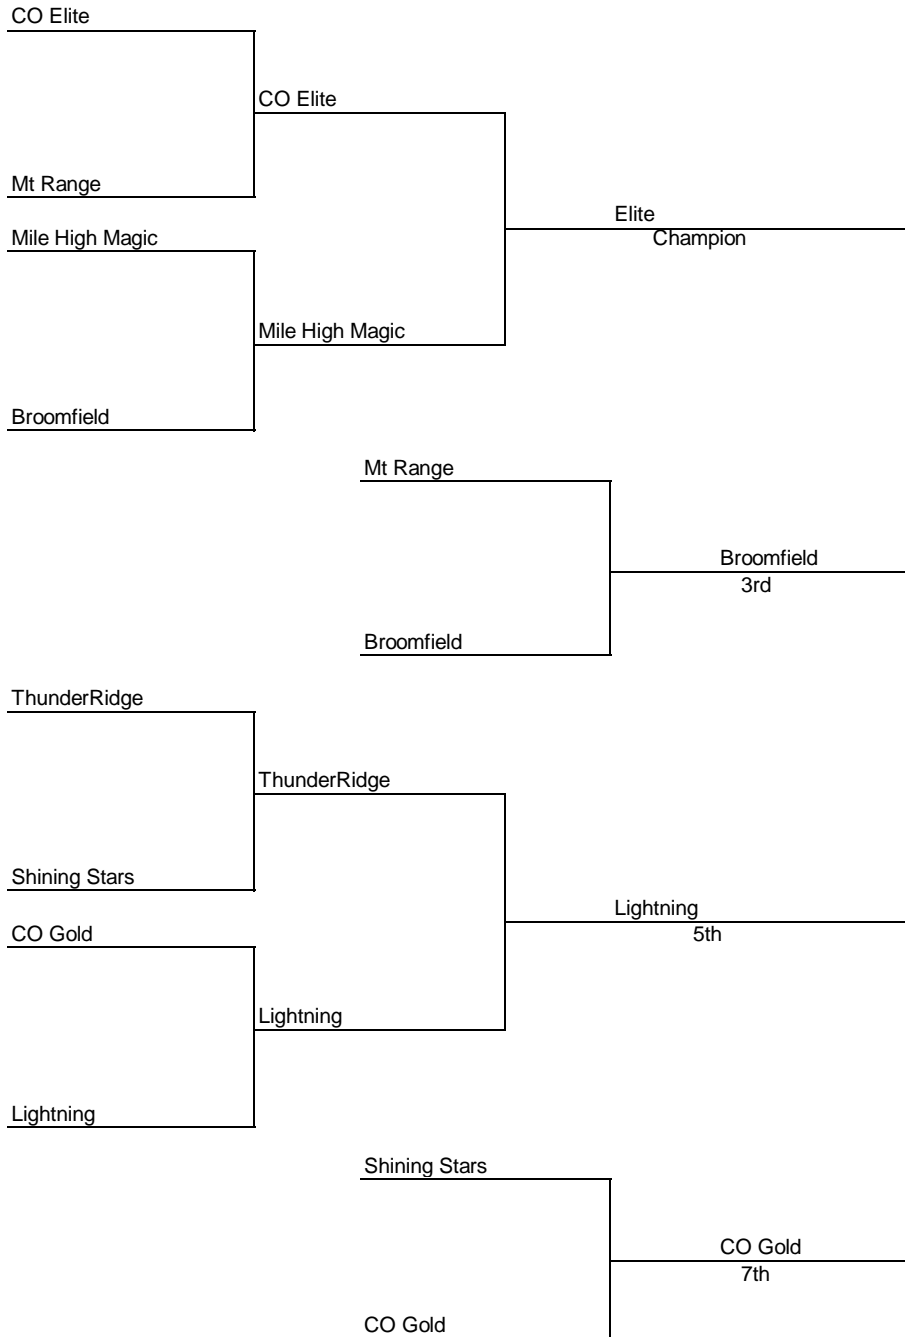 CO Elite
CO Elite
Mt Range
Elite
Mile High Magic
Champion
Mile High Magic
Broomfield
Mt Range
Broomfield
3rd
Broomfield
ThunderRidge
ThunderRidge
Shining Stars
Lightning
CO Gold
5th
Lightning
Lightning
Shining Stars
CO Gold
7th
CO Gold